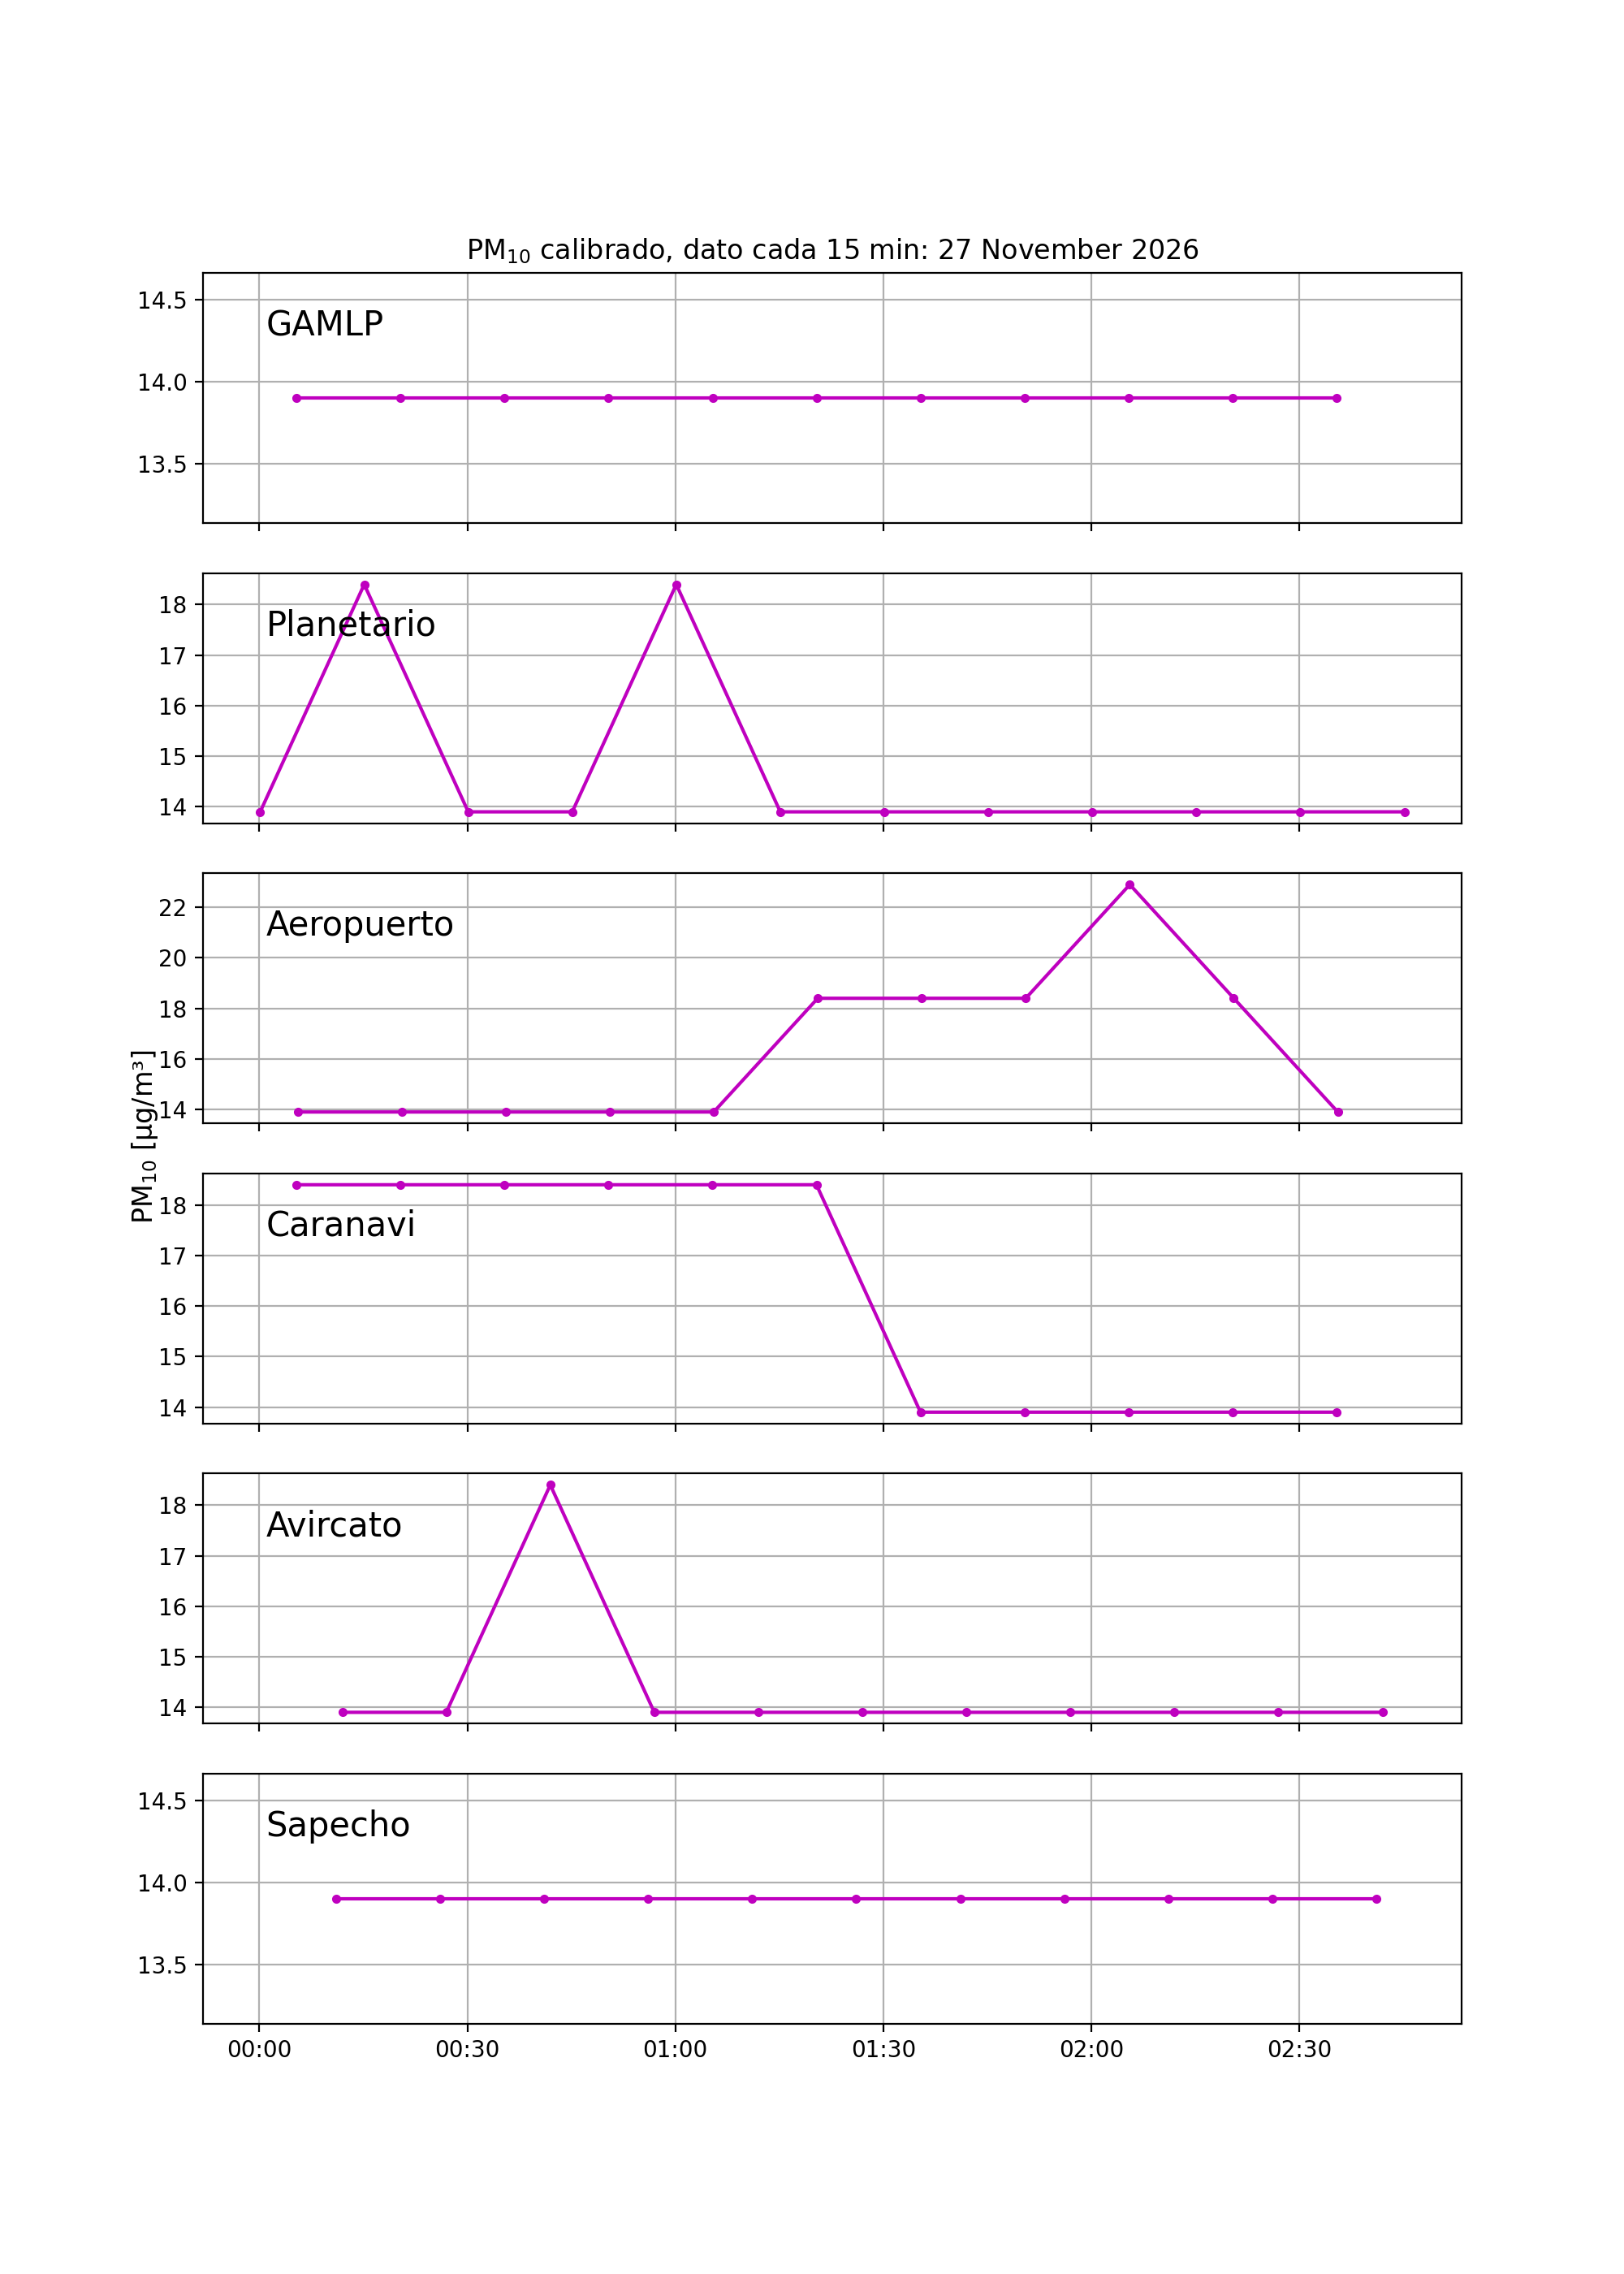 PM₁₀ calibrado, dato cada 15 min: 27 November 2026
14.5
GAMLP
14.0
13.5
18
Planetario
17
16
15
14
22
Aeropuerto
20
18
16
14
PM₁₀ [µg/m³]
18
Caranavi
17
16
15
14
18
Avircato
17
16
15
14
14.5
Sapecho
14.0
13.5
00:00 00:30 01:00 01:30 02:00 02:30